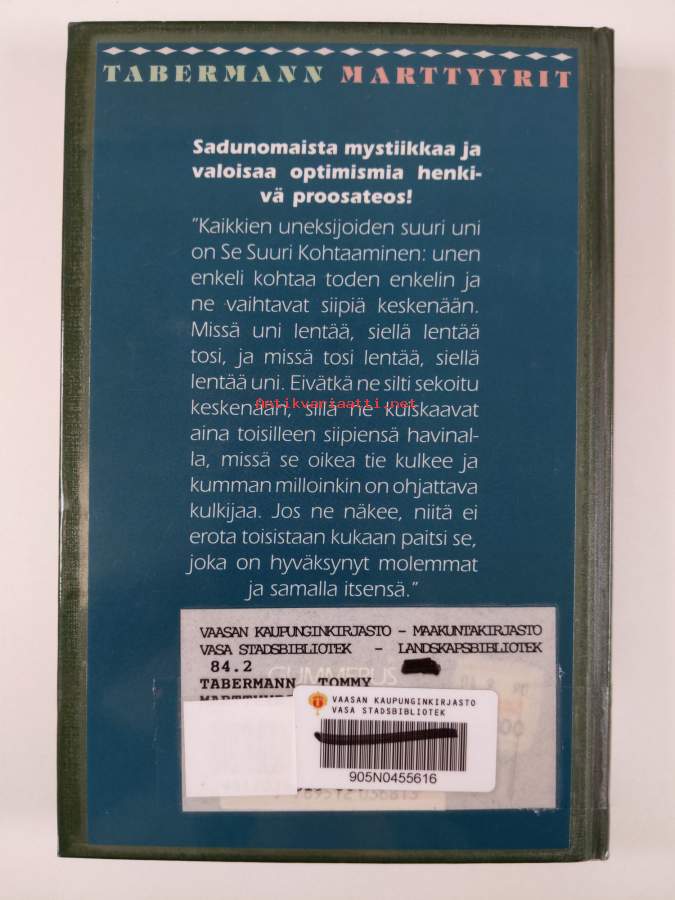 TABERMANN MARTTYYRIT
Sadunomaista mystiikkaa ja
valoisaa optimismia henki-
vä proosateos!
"Kaikkien uneksijoiden suuri uni
on Se Suuri Kohtaaminen: unen
enkeli kohtaa toden enkelin ja
ne vaihtavat siipiä keskenään.
Missä uni lentää, siellä lentää
tosi, ja missä tosi lentää, siellä
lentää uni. Eivätkä ne silti sekoitu
antikvariaatti.net
keskenään, sillä ne kuiskaavat
aina toisilleen siipiensä havinal-
la, missä se oikea tie kulkee ja
kumman milloinkin on ohjattava
kulkijaa. Jos ne näkee, niitä ei
erota toisistaan kukaan paitsi se,
joka on hyväksynyt molemmat
ja samalla itsensä."
VAASAN KAUPUNGINKIRJASTO - MAAKUNTAKIRJASTO
VASA STADSBIBLIOTEK - LANDSKAPSBIBLIOTEK
84.2
GUMMERUS
TABERMANN TOMMY
VAASAN KAUPUNGINKIRJASTO
VASA STADSBIBLIOTEK
905N0455616